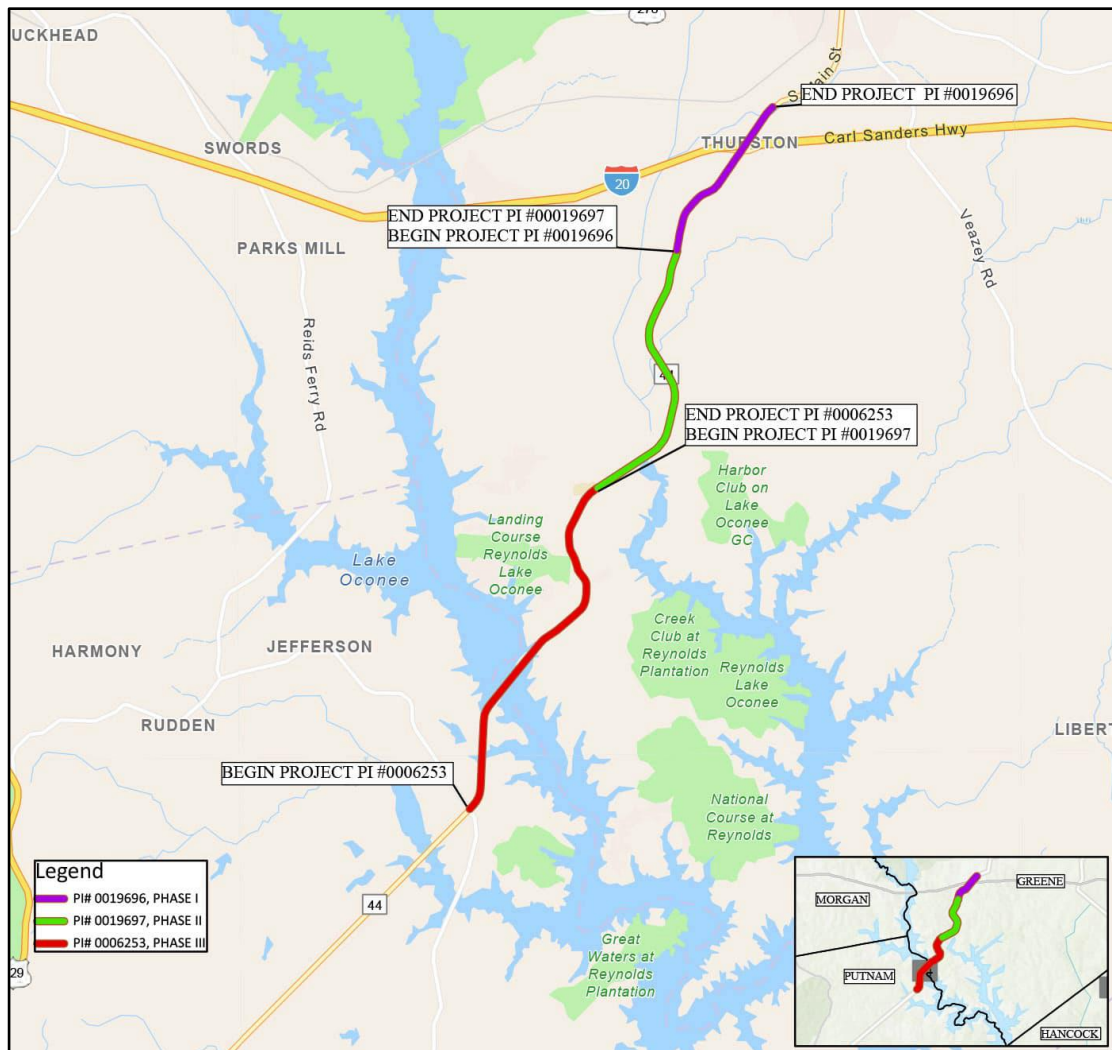 278
UCKHEAD
S Main St
END PROJECT PI #0019696
THURSTON
Carl Sanders Hwy
SWORDS
20
END PROJECT PI #00019697
BEGIN PROJECT PI #0019696
PARKS MILL
Veazey Rd
Reids Ferry Rd
44
END PROJECT PI #0006253
BEGIN PROJECT PI #0019697
Harbor
Club on
Lake
Oconee
GC
Landing
Course
Reynolds
Lake
Oconee
Lake
Oconee
Creek
Club at
Reynolds
Plantation
HARMONY
JEFFERSON
Reynolds
Lake
Oconee
RUDDEN
LIBERT
BEGIN PROJECT PI #0006253
National
Course at
Reynolds
Legend
PI# 0019696, PHASE I
PI# 0019697, PHASE II
PI# 0006253, PHASE III
44
Great
Waters at
Reynolds
Plantation
29
GREENE
MORGAN
PUTNAM
HANCOCK